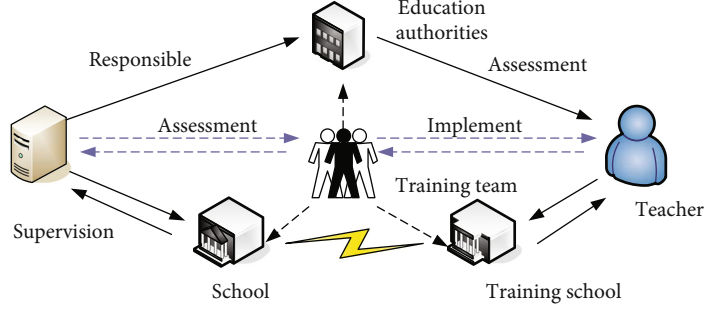 Education
authorities
Responsible
Assessment
Assessment
Implement
Training team
Teacher
Supervision
School
Training school